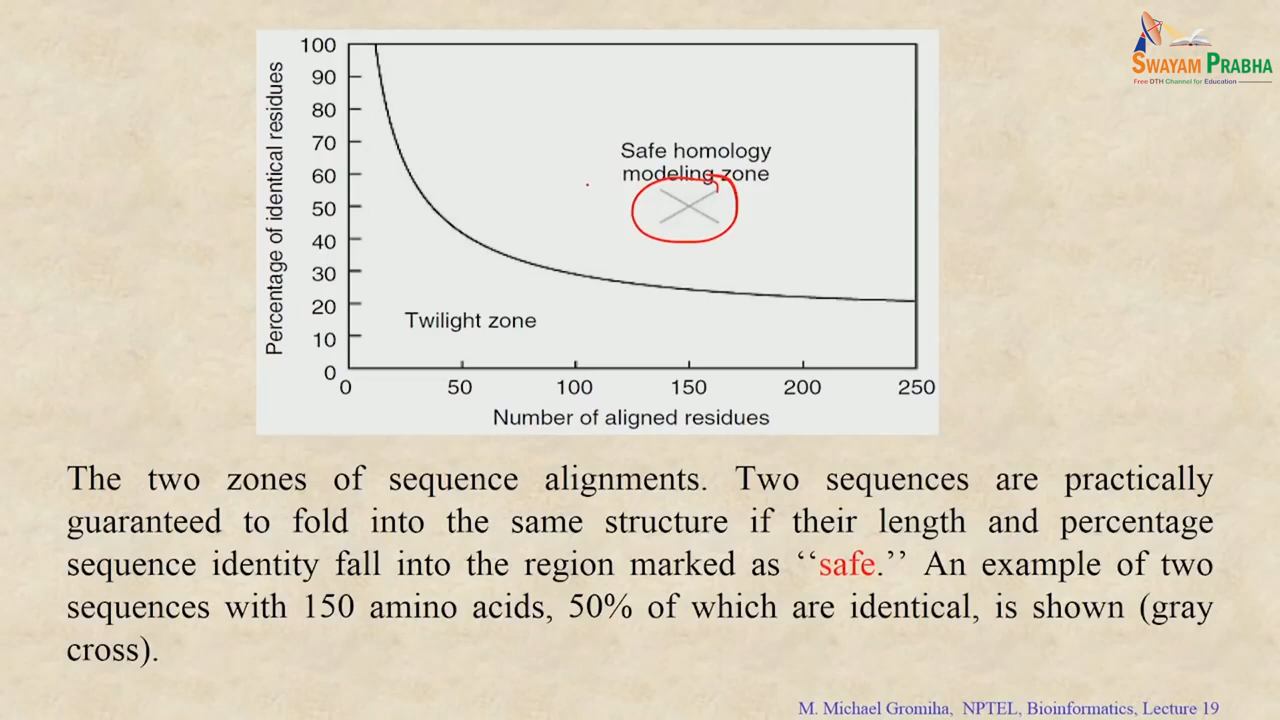 SWAYAM PRABHA
Free DTH Channel for Education
Percentage of identical residues
100
90
80
70
60
50
40
30
20
10
0
Safe homology
modeling zone
Twilight zone
0 50 100 150 200 250
Number of aligned residues
The two zones of sequence alignments. Two sequences are practically
guaranteed to fold into the same structure if their length and percentage
sequence identity fall into the region marked as ‘‘safe.’’ An example of two
sequences with 150 amino acids, 50% of which are identical, is shown (gray
cross).
M. Michael Gromiha, NPTEL, Bioinformatics, Lecture 19